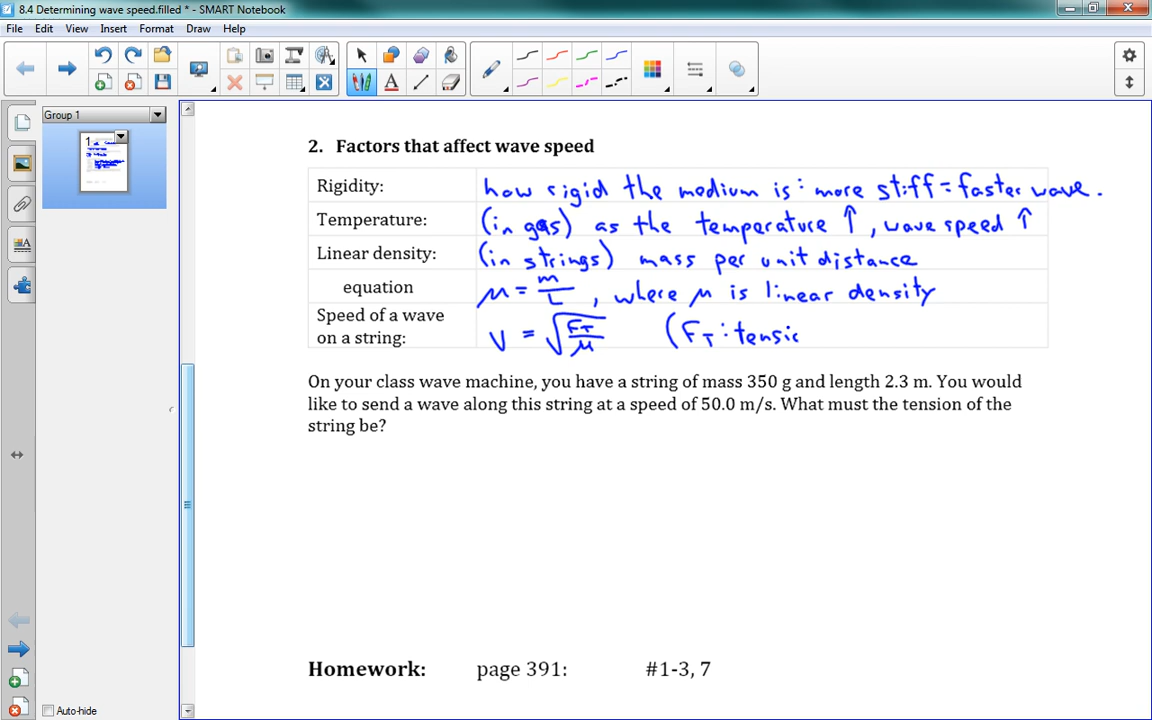 8.4 Determining wave speed.filled * - SMART Notebook
File Edit View Insert Format Draw Help
Group 1
1
2. Factors that affect wave speed
Rigidity: how rigid the medium is: more stiff = faster wave.
Temperature: (in gas) as the temperature ↑, wave speed ↑
Linear density: (in strings) mass per unit distance
equation μ = m/L, where μ is linear density
Speed of a wave
on a string: v = √(F_T/μ) (F_T: tensic
On your class wave machine, you have a string of mass 350 g and length 2.3 m. You would
like to send a wave along this string at a speed of 50.0 m/s. What must the tension of the
string be?
Homework: page 391: #1-3, 7
Auto-hide